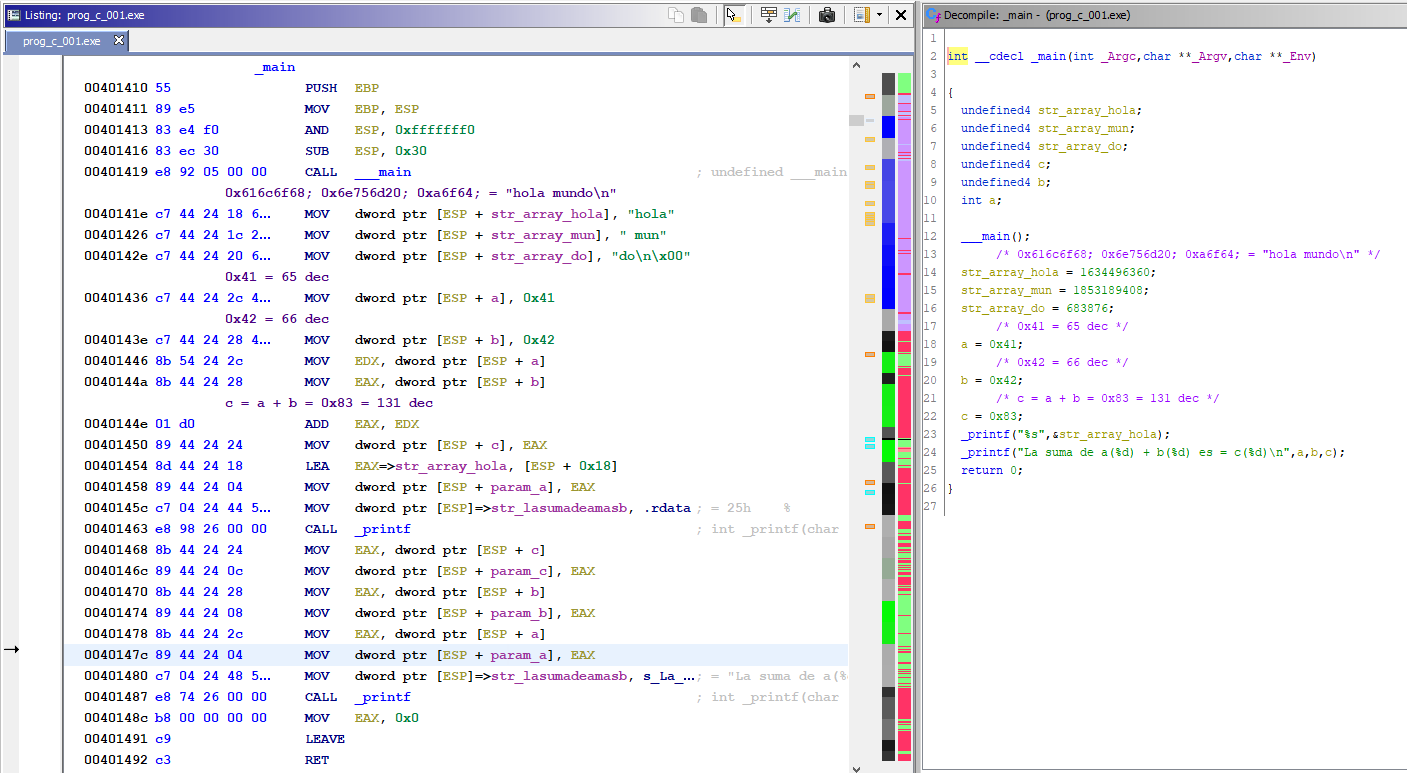 Listing: prog_c_001.exe
prog_c_001.exe
_main
00401410 55 PUSH EBP
00401411 89 e5 MOV EBP, ESP
00401413 83 e4 f0 AND ESP, 0xfffffff0
00401416 83 ec 30 SUB ESP, 0x30
00401419 e8 92 05 00 00 CALL ___main ; undefined ___main
0x616c6f68; 0x6e756d20; 0xa6f64; = "hola mundo\n"
0040141e c7 44 24 18 6... MOV dword ptr [ESP + str_array_hola], "hola"
00401426 c7 44 24 1c 2... MOV dword ptr [ESP + str_array_mun], " mun"
0040142e c7 44 24 20 6... MOV dword ptr [ESP + str_array_do], "do\n\x00"
0x41 = 65 dec
00401436 c7 44 24 2c 4... MOV dword ptr [ESP + a], 0x41
0x42 = 66 dec
0040143e c7 44 24 28 4... MOV dword ptr [ESP + b], 0x42
00401446 8b 54 24 2c MOV EDX, dword ptr [ESP + a]
0040144a 8b 44 24 28 MOV EAX, dword ptr [ESP + b]
c = a + b = 0x83 = 131 dec
0040144e 01 d0 ADD EAX, EDX
00401450 89 44 24 24 MOV dword ptr [ESP + c], EAX
00401454 8d 44 24 18 LEA EAX=>str_array_hola, [ESP + 0x18]
00401458 89 44 24 04 MOV dword ptr [ESP + param_a], EAX
0040145c c7 04 24 44 5... MOV dword ptr [ESP]=>str_lasumadeamasb, .rdata ; = 25h %
00401463 e8 98 26 00 00 CALL _printf ; int _printf(char
00401468 8b 44 24 24 MOV EAX, dword ptr [ESP + c]
0040146c 89 44 24 0c MOV dword ptr [ESP + param_c], EAX
00401470 8b 44 24 28 MOV EAX, dword ptr [ESP + b]
00401474 89 44 24 08 MOV dword ptr [ESP + param_b], EAX
00401478 8b 44 24 2c MOV EAX, dword ptr [ESP + a]
0040147c 89 44 24 04 MOV dword ptr [ESP + param_a], EAX
00401480 c7 04 24 48 5... MOV dword ptr [ESP]=>str_lasumadeamasb, s_La_... ; = "La suma de a(%
00401487 e8 74 26 00 00 CALL _printf ; int _printf(char
0040148c b8 00 00 00 00 MOV EAX, 0x0
00401491 c9 LEAVE
00401492 c3 RET
Decompile: _main - (prog_c_001.exe)
1
2 int __cdecl _main(int _Argc,char **_Argv,char **_Env)
3
4 {
5 undefined4 str_array_hola;
6 undefined4 str_array_mun;
7 undefined4 str_array_do;
8 undefined4 c;
9 undefined4 b;
10 int a;
11
12 ___main();
13 /* 0x616c6f68; 0x6e756d20; 0xa6f64; = "hola mundo\n" */
14 str_array_hola = 1634496360;
15 str_array_mun = 1853189408;
16 str_array_do = 683876;
17 /* 0x41 = 65 dec */
18 a = 0x41;
19 /* 0x42 = 66 dec */
20 b = 0x42;
21 /* c = a + b = 0x83 = 131 dec */
22 c = 0x83;
23 _printf("%s",&str_array_hola);
24 _printf("La suma de a(%d) + b(%d) es = c(%d)\n",a,b,c);
25 return 0;
26 }
27